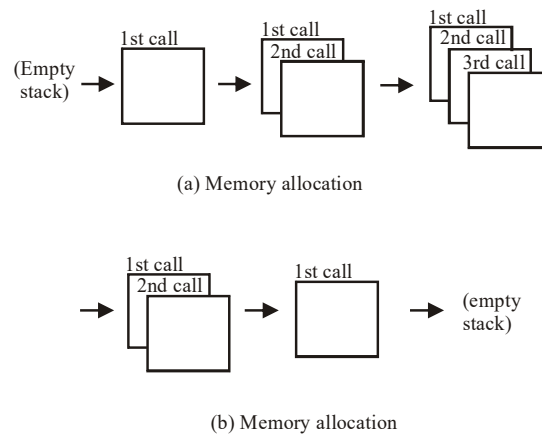 1st call
1st call
2nd call
1st call
2nd call
3rd call
(Empty
stack)
(a) Memory allocation
1st call
2nd call
1st call
(empty
stack)
(b) Memory allocation